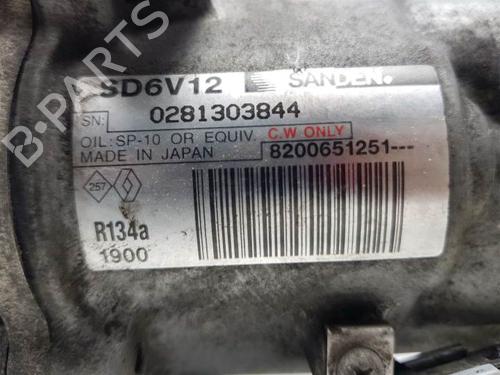 B-PARTS
SD6V12 SANDEN.
SN: 0281303844
OIL: SP-10 OR EQUIV. C.W ONLY
MADE IN JAPAN 8200651251---
257
R134a
1900